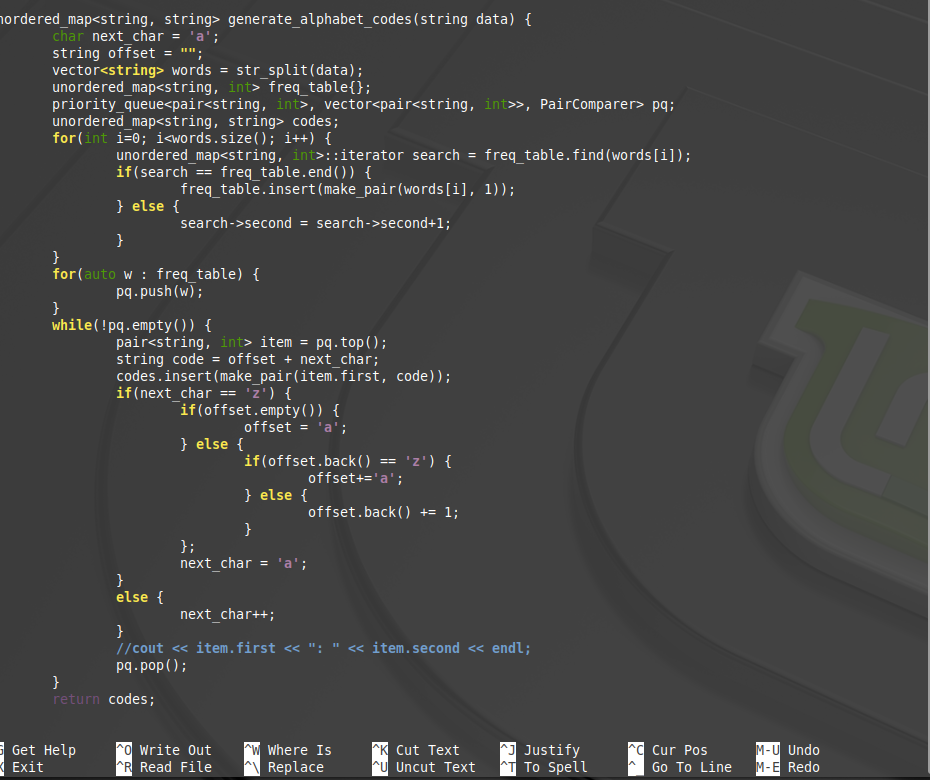 nordered_map<string, string> generate_alphabet_codes(string data) {
char next_char = 'a';
string offset = "";
vector<string> words = str_split(data);
unordered_map<string, int> freq_table{};
priority_queue<pair<string, int>, vector<pair<string, int>>, PairComparer> pq;
unordered_map<string, string> codes;
for(int i=0; i<words.size(); i++) {
unordered_map<string, int>::iterator search = freq_table.find(words[i]);
if(search == freq_table.end()) {
freq_table.insert(make_pair(words[i], 1));
} else {
search->second = search->second+1;
}
}
for(auto w : freq_table) {
pq.push(w);
}
while(!pq.empty()) {
pair<string, int> item = pq.top();
string code = offset + next_char;
codes.insert(make_pair(item.first, code));
if(next_char == 'z') {
if(offset.empty()) {
offset = 'a';
} else {
if(offset.back() == 'z') {
offset+='a';
} else {
offset.back() += 1;
}
};
next_char = 'a';
}
else {
next_char++;
}
//cout << item.first << ": " << item.second << endl;
pq.pop();
}
return codes;
G Get Help ^O Write Out ^W Where Is ^K Cut Text ^J Justify ^C Cur Pos M-U Undo
X Exit ^R Read File ^\ Replace ^U Uncut Text ^T To Spell ^_ Go To Line M-E Redo